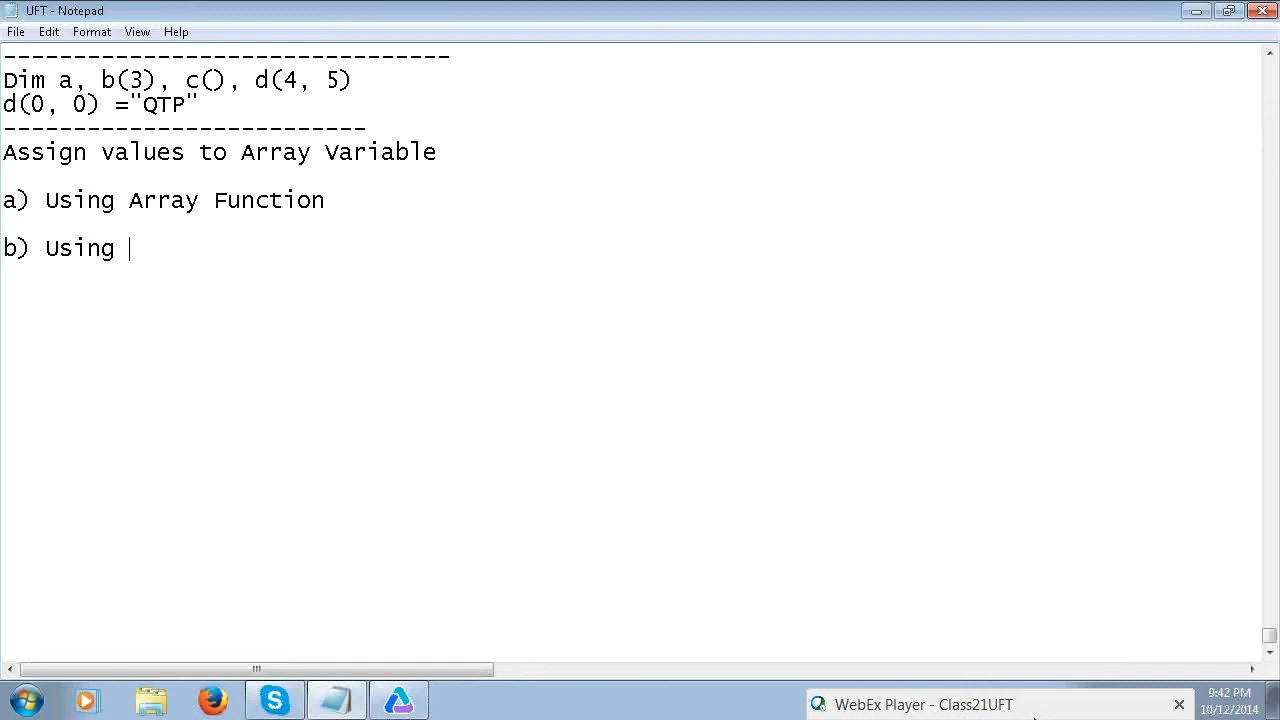 UFT - Notepad
File Edit Format View Help
--------------------------------
Dim a, b(3), c(), d(4, 5)
d(0, 0) ="QTP"
--------------------------
Assign values to Array Variable
a) Using Array Function
b) Using
WebEx Player - Class21UFT
9:42 PM
10/12/2014